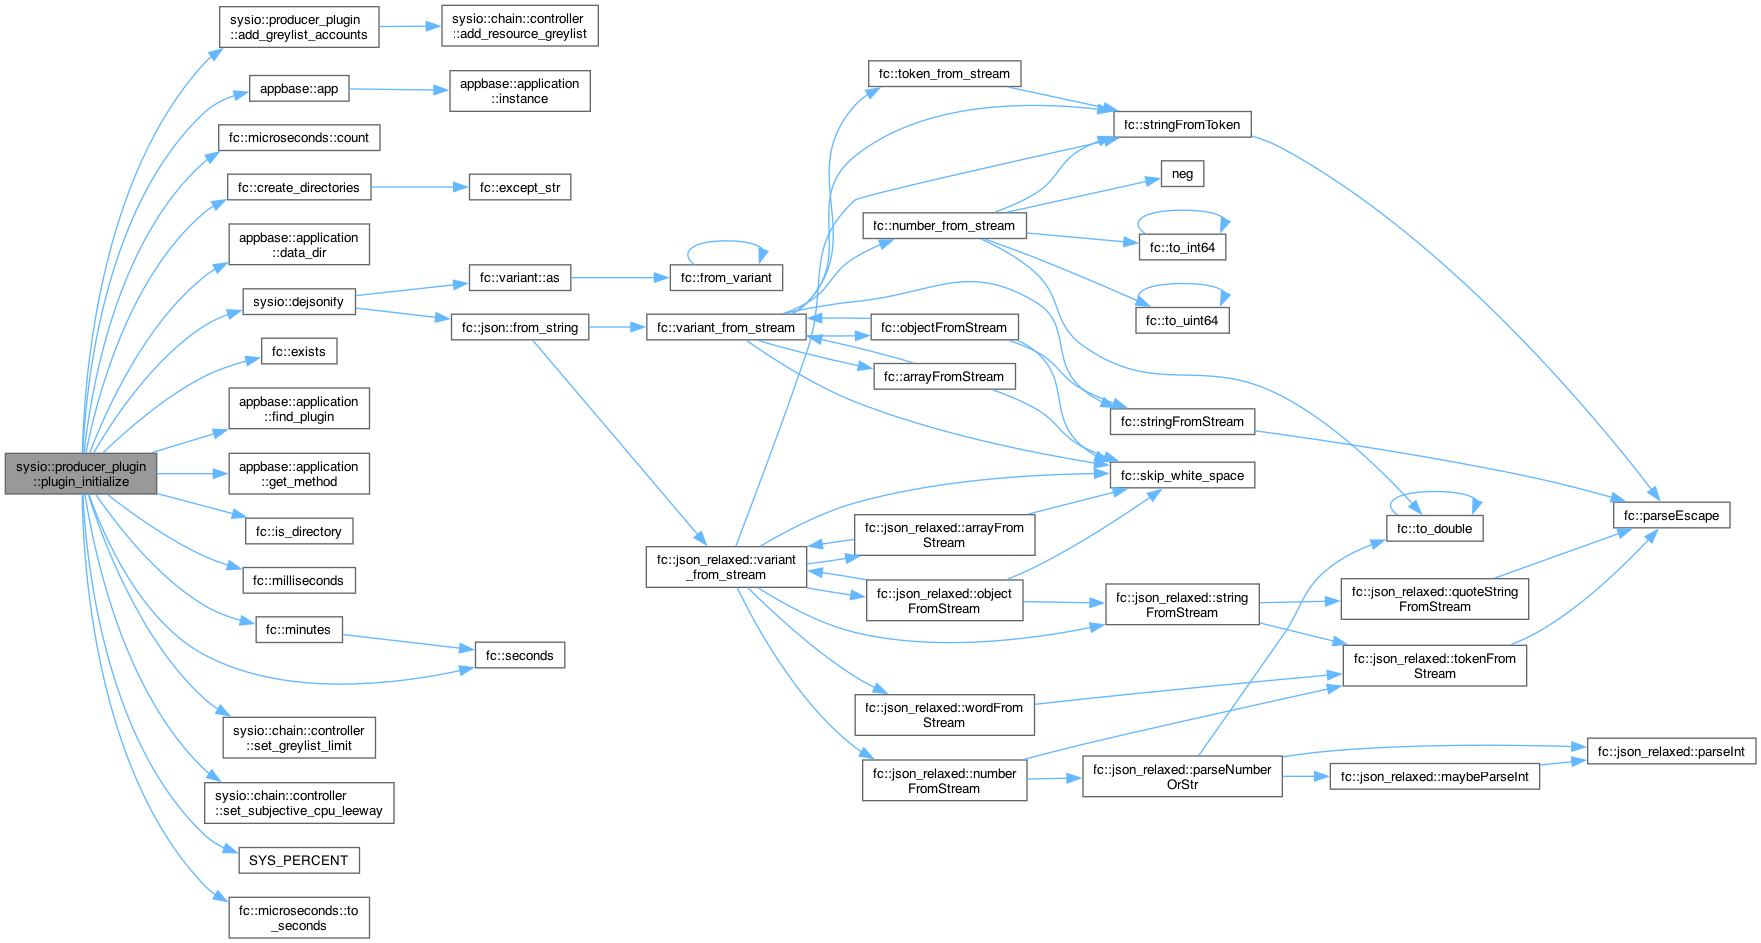 sysio::producer_plugin
::plugin_initialize
sysio::producer_plugin
::add_greylist_accounts
sysio::chain::controller
::add_resource_greylist
appbase::app
appbase::application
::instance
fc::microseconds::count
fc::create_directories
fc::except_str
appbase::application
::data_dir
sysio::dejsonify
fc::variant::as
fc::from_variant
fc::json::from_string
fc::variant_from_stream
fc::token_from_stream
fc::stringFromToken
fc::number_from_stream
neg
fc::to_int64
fc::to_uint64
fc::objectFromStream
fc::arrayFromStream
fc::stringFromStream
fc::skip_white_space
fc::to_double
fc::parseEscape
fc::json_relaxed::variant
_from_stream
fc::json_relaxed::arrayFrom
Stream
fc::json_relaxed::object
FromStream
fc::json_relaxed::string
FromStream
fc::json_relaxed::quoteString
FromStream
fc::json_relaxed::tokenFrom
Stream
fc::json_relaxed::wordFrom
Stream
fc::json_relaxed::number
FromStream
fc::json_relaxed::parseNumber
OrStr
fc::json_relaxed::maybeParseInt
fc::json_relaxed::parseInt
fc::exists
appbase::application
::find_plugin
appbase::application
::get_method
fc::is_directory
fc::milliseconds
fc::minutes
fc::seconds
sysio::chain::controller
::set_greylist_limit
sysio::chain::controller
::set_subjective_cpu_leeway
SYS_PERCENT
fc::microseconds::to
_seconds